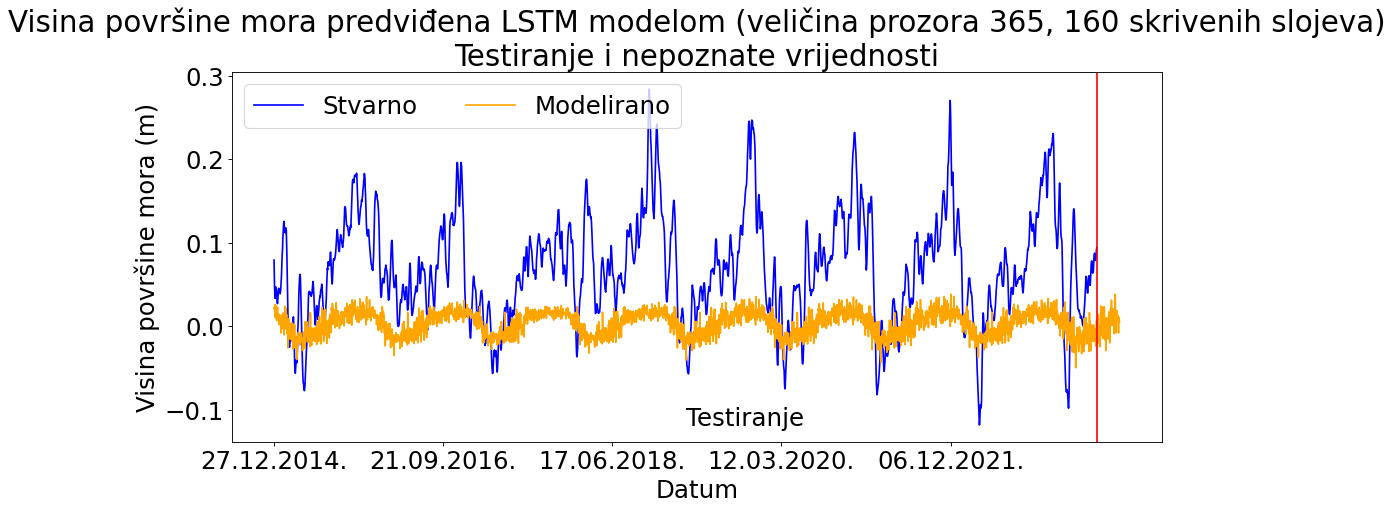 Visina površine mora predviđena LSTM modelom (veličina prozora 365, 160 skrivenih slojeva)
Testiranje i nepoznate vrijednosti
Stvarno
Modelirano
Visina površine mora (m)
0.3
0.2
0.1
0.0
−0.1
Testiranje
27.12.2014.
21.09.2016.
17.06.2018.
12.03.2020.
06.12.2021.
Datum